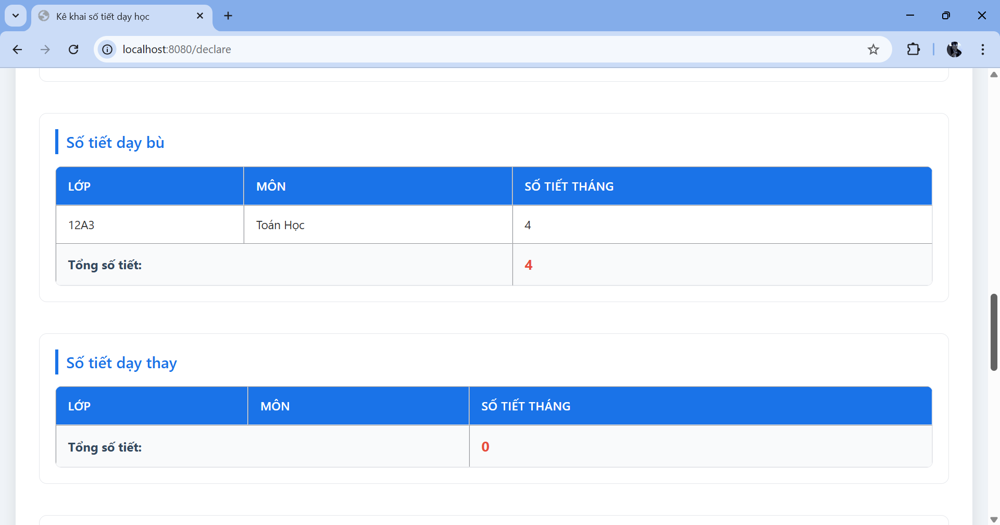 Kê khai số tiết dạy học
localhost:8080/declare
Số tiết dạy bù
LỚP MÔN SỐ TIẾT THÁNG
12A3 Toán Học 4
Tổng số tiết: 4
Số tiết dạy thay
LỚP MÔN SỐ TIẾT THÁNG
Tổng số tiết: 0